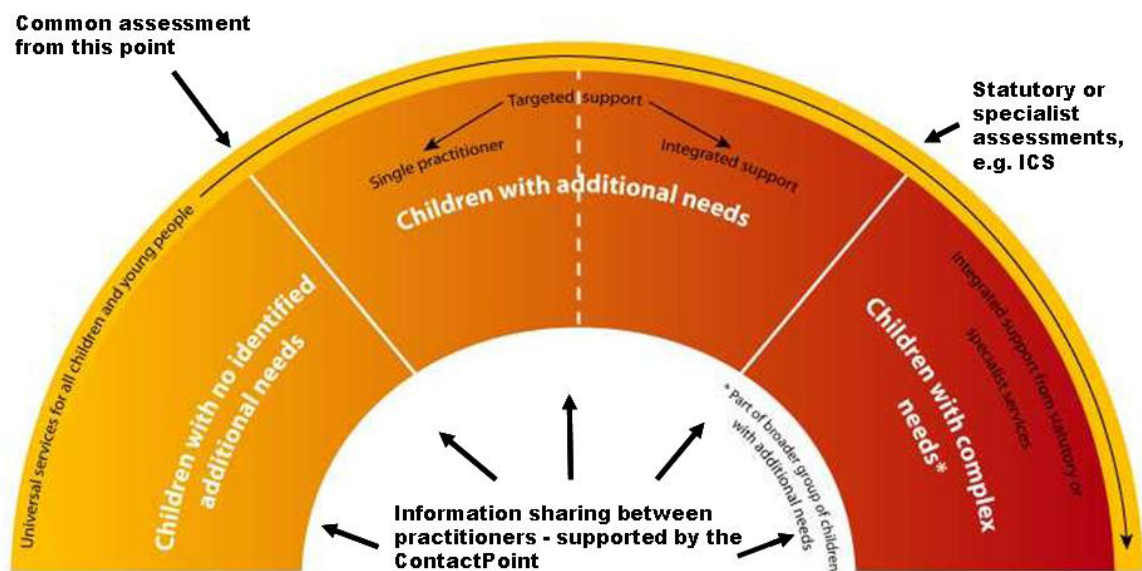 Common assessment
from this point
Statutory or
specialist
assessments,
e.g. ICS
Universal services for all children and young people
Children with no identified
additional needs
Targeted support
Single practitioner
Integrated support
Children with additional needs
Children with complex
needs*
Integrated support from statutory or
specialist services
* Part of broader group of children
with additional needs
Information sharing between
practitioners - supported by the
ContactPoint